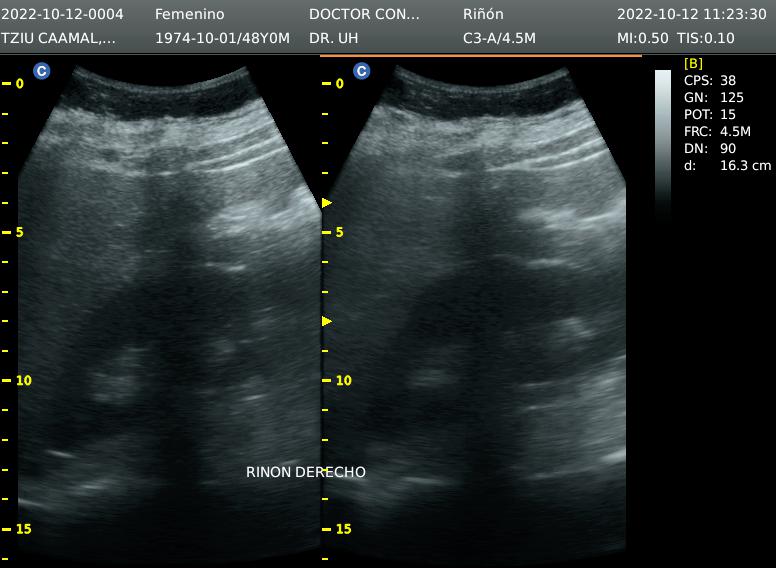 2022-10-12-0004 Femenino DOCTOR CON... Riñón 2022-10-12 11:23:30
TZIU CAAMAL,... 1974-10-01/48Y0M DR. UH C3-A/4.5M MI:0.50 TIS:0.10
C C [B]
0 0 CPS: 38
GN: 125
POT: 15
FRC: 4.5M
DN: 90
d: 16.3 cm
5 5
10 10
RINON DERECHO
15 15